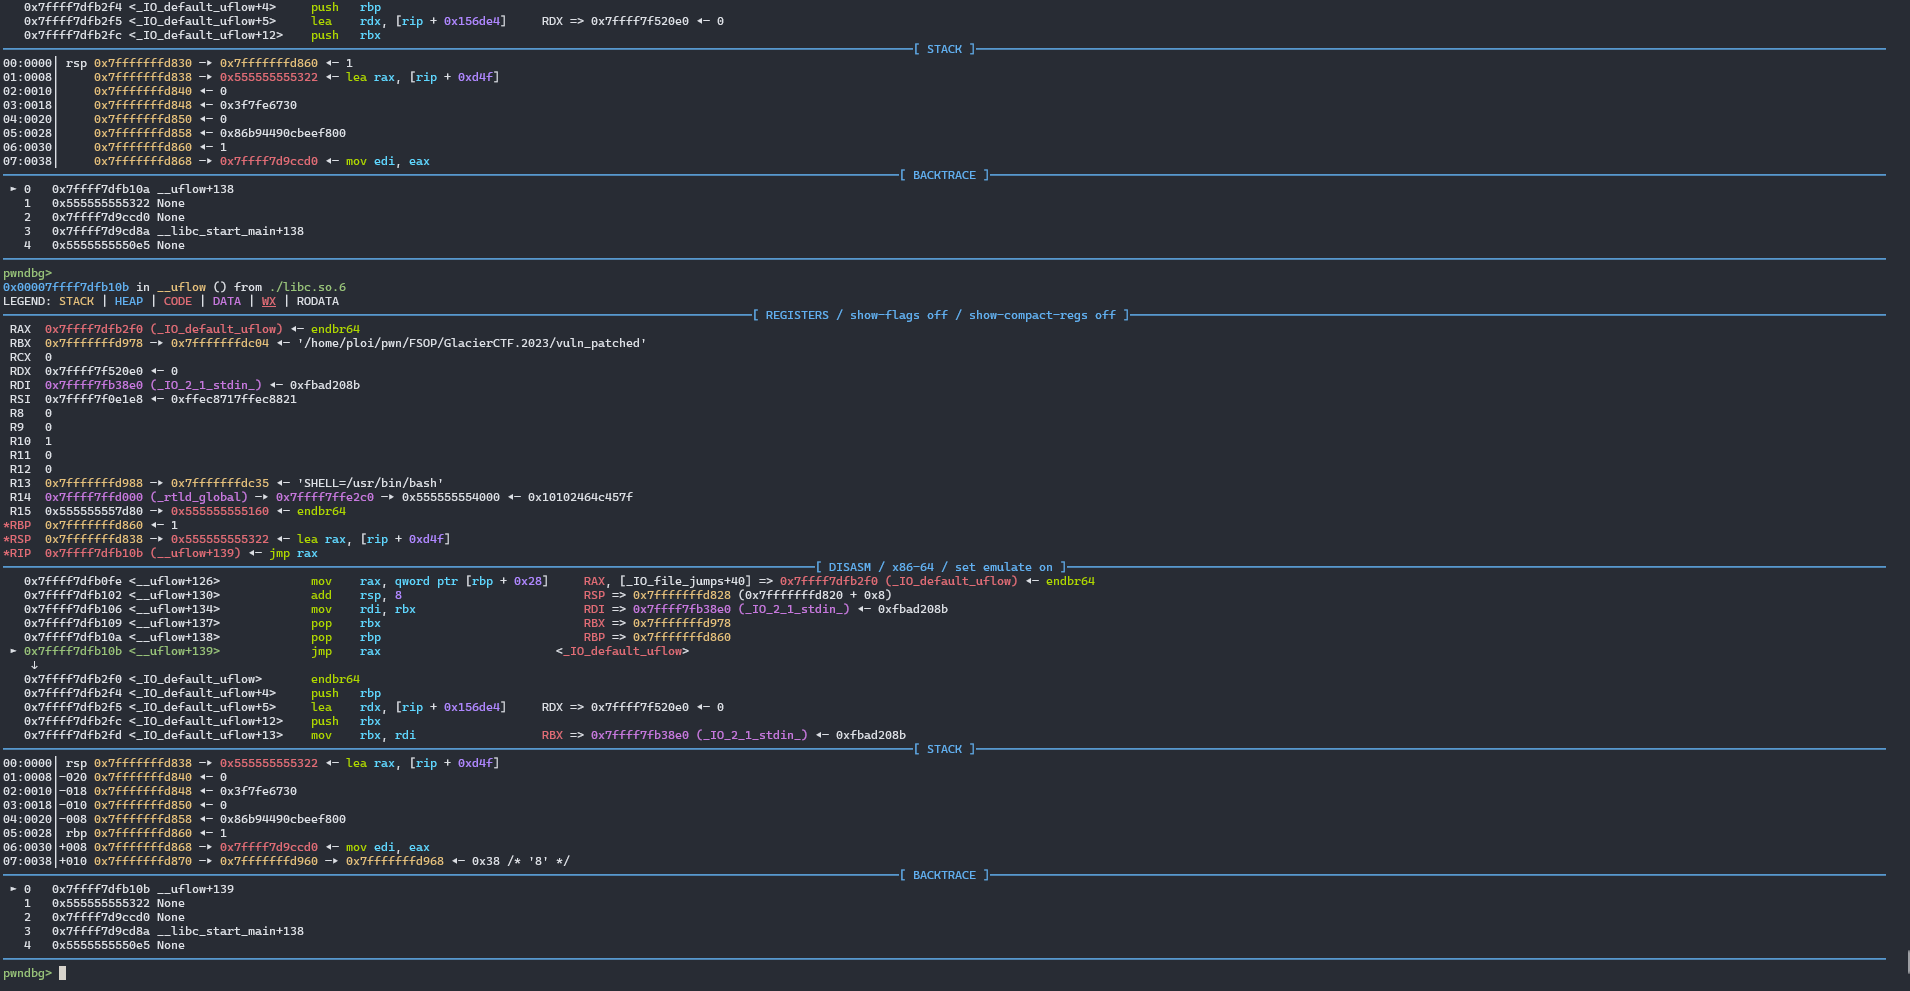 0x7ffff7dfb2f4 <_IO_default_uflow+4>     push   rbp
0x7ffff7dfb2f5 <_IO_default_uflow+5>     lea    rdx, [rip + 0x156de4]     RDX => 0x7ffff7f520e0 ◂— 0
0x7ffff7dfb2fc <_IO_default_uflow+12>    push   rbx
[ STACK ]
00:0000│ rsp 0x7fffffffd830 —▸ 0x7fffffffd860 ◂— 1
01:0008│     0x7fffffffd838 —▸ 0x555555555322 ◂— lea rax, [rip + 0xd4f]
02:0010│     0x7fffffffd840 ◂— 0
03:0018│     0x7fffffffd848 ◂— 0x3f7fe6730
04:0020│     0x7fffffffd850 ◂— 0
05:0028│     0x7fffffffd858 ◂— 0x86b94490cbeef800
06:0030│     0x7fffffffd860 ◂— 1
07:0038│     0x7fffffffd868 —▸ 0x7ffff7d9ccd0 ◂— mov edi, eax
[ BACKTRACE ]
► 0   0x7ffff7dfb10a __uflow+138
1   0x555555555322 None
2   0x7ffff7d9ccd0 None
3   0x7ffff7d9cd8a __libc_start_main+138
4   0x5555555550e5 None
pwndbg>
0x00007ffff7dfb10b in __uflow () from ./libc.so.6
LEGEND: STACK | HEAP | CODE | DATA | WX | RODATA
[ REGISTERS / show-flags off / show-compact-regs off ]
RAX  0x7ffff7dfb2f0 (_IO_default_uflow) ◂— endbr64
RBX  0x7fffffffd978 —▸ 0x7fffffffdc04 ◂— '/home/ploi/pwn/FSOP/GlacierCTF.2023/vuln_patched'
RCX  0
RDX  0x7ffff7f520e0 ◂— 0
RDI  0x7ffff7fb38e0 (_IO_2_1_stdin_) ◂— 0xfbad208b
RSI  0x7ffff7f0e1e8 ◂— 0xffec8717ffec8821
R8   0
R9   0
R10  1
R11  0
R12  0
R13  0x7fffffffd988 —▸ 0x7fffffffdc35 ◂— 'SHELL=/usr/bin/bash'
R14  0x7ffff7ffd000 (_rtld_global) —▸ 0x7ffff7ffe2c0 —▸ 0x555555554000 ◂— 0x10102464c457f
R15  0x555555557d80 —▸ 0x555555555160 ◂— endbr64
*RBP  0x7fffffffd860 ◂— 1
*RSP  0x7fffffffd838 —▸ 0x555555555322 ◂— lea rax, [rip + 0xd4f]
*RIP  0x7ffff7dfb10b (__uflow+139) ◂— jmp rax
[ DISASM / x86-64 / set emulate on ]
0x7ffff7dfb0fe <__uflow+126>             mov    rax, qword ptr [rbp + 0x28]     RAX, [_IO_file_jumps+40] => 0x7ffff7dfb2f0 (_IO_default_uflow) ◂— endbr64
0x7ffff7dfb102 <__uflow+130>             add    rsp, 8                          RSP => 0x7fffffffd828 (0x7fffffffd820 + 0x8)
0x7ffff7dfb106 <__uflow+134>             mov    rdi, rbx                        RDI => 0x7ffff7fb38e0 (_IO_2_1_stdin_) ◂— 0xfbad208b
0x7ffff7dfb109 <__uflow+137>             pop    rbx                             RBX => 0x7fffffffd978
0x7ffff7dfb10a <__uflow+138>             pop    rbp                             RBP => 0x7fffffffd860
► 0x7ffff7dfb10b <__uflow+139>             jmp    rax                         <_IO_default_uflow>
↓
0x7ffff7dfb2f0 <_IO_default_uflow>       endbr64
0x7ffff7dfb2f4 <_IO_default_uflow+4>     push   rbp
0x7ffff7dfb2f5 <_IO_default_uflow+5>     lea    rdx, [rip + 0x156de4]     RDX => 0x7ffff7f520e0 ◂— 0
0x7ffff7dfb2fc <_IO_default_uflow+12>    push   rbx
0x7ffff7dfb2fd <_IO_default_uflow+13>    mov    rbx, rdi                  RBX => 0x7ffff7fb38e0 (_IO_2_1_stdin_) ◂— 0xfbad208b
[ STACK ]
00:0000│ rsp 0x7fffffffd838 —▸ 0x555555555322 ◂— lea rax, [rip + 0xd4f]
01:0008│-020 0x7fffffffd840 ◂— 0
02:0010│-018 0x7fffffffd848 ◂— 0x3f7fe6730
03:0018│-010 0x7fffffffd850 ◂— 0
04:0020│-008 0x7fffffffd858 ◂— 0x86b94490cbeef800
05:0028│ rbp 0x7fffffffd860 ◂— 1
06:0030│+008 0x7fffffffd868 —▸ 0x7ffff7d9ccd0 ◂— mov edi, eax
07:0038│+010 0x7fffffffd870 —▸ 0x7fffffffd960 —▸ 0x7fffffffd968 ◂— 0x38 /* '8' */
[ BACKTRACE ]
► 0   0x7ffff7dfb10b __uflow+139
1   0x555555555322 None
2   0x7ffff7d9ccd0 None
3   0x7ffff7d9cd8a __libc_start_main+138
4   0x5555555550e5 None
pwndbg>